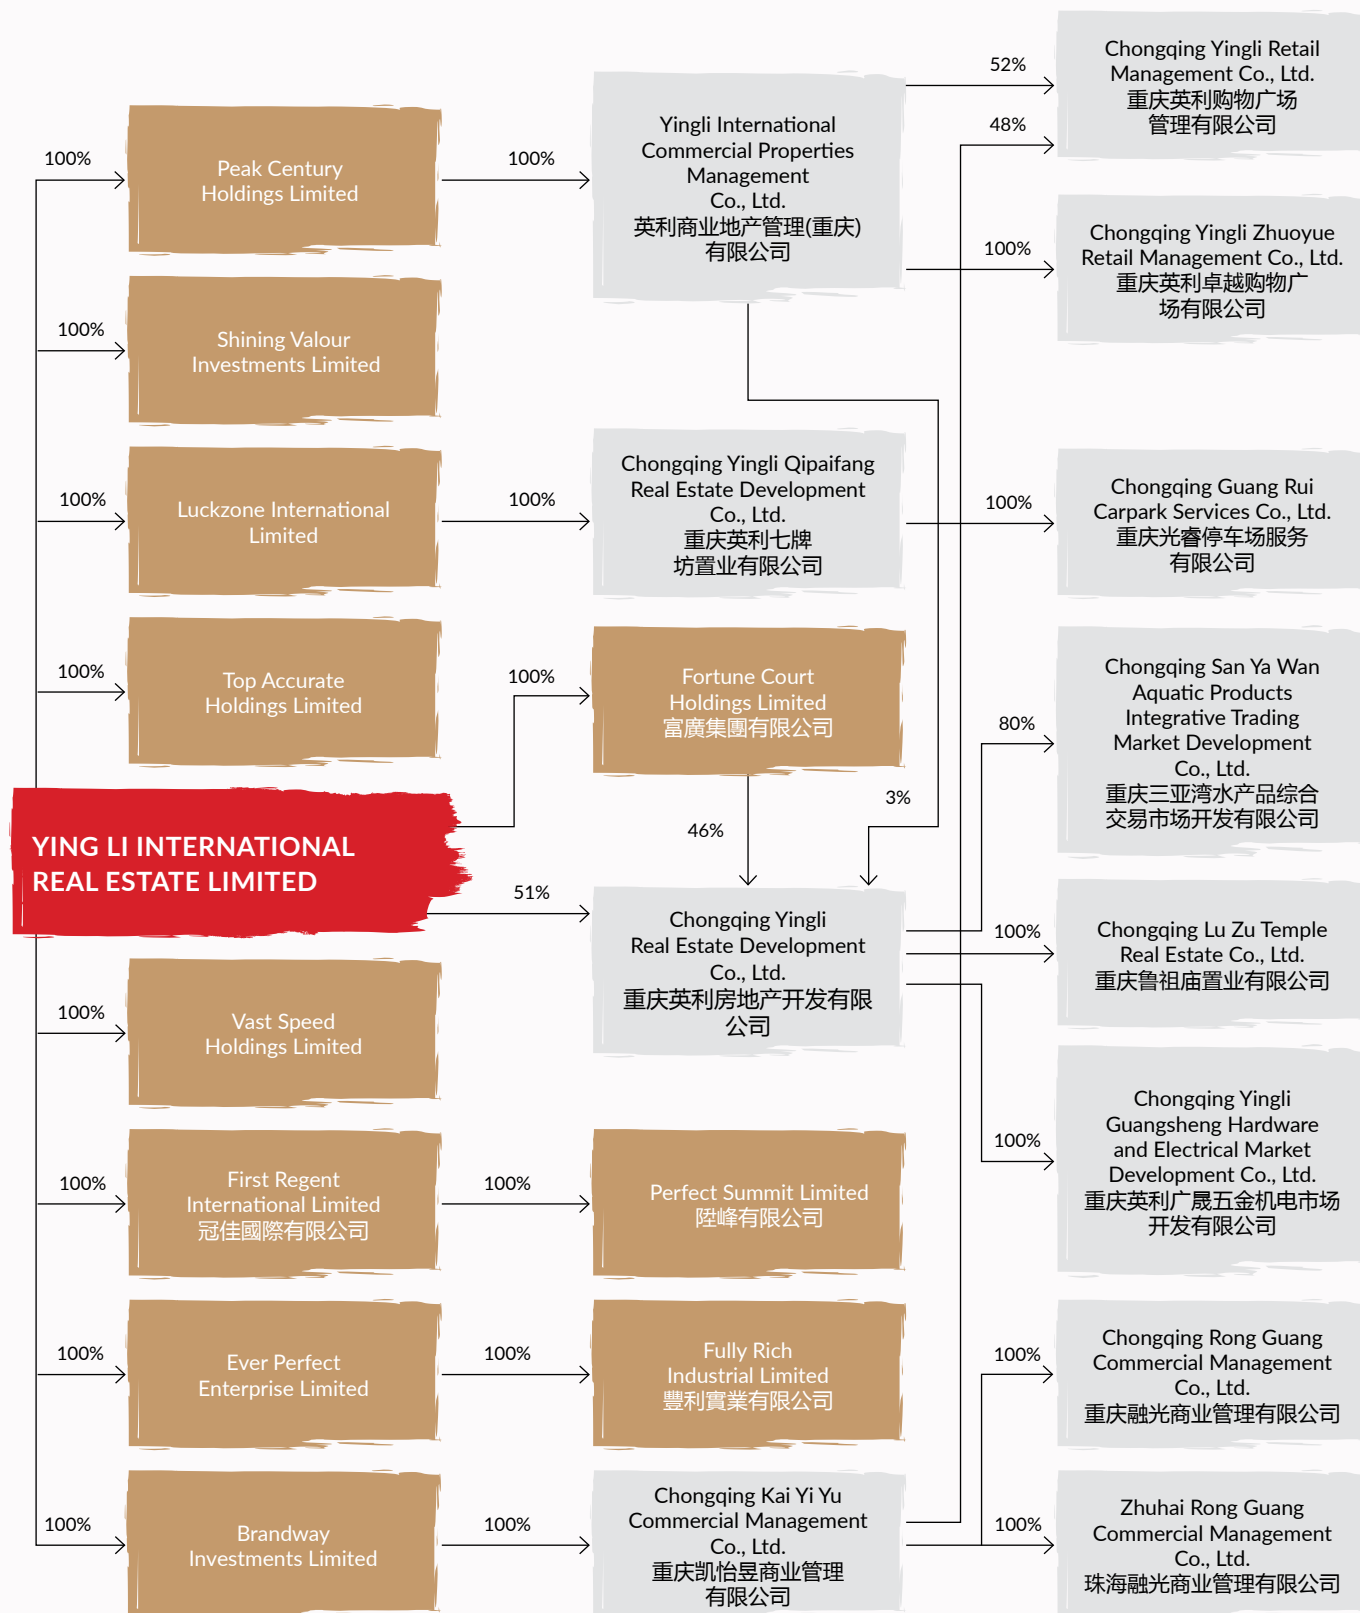 100%
Peak Century
Holdings Limited
100%
Shining Valour
Investments Limited
100%
Luckzone International
Limited
100%
Top Accurate
Holdings Limited
YING LI INTERNATIONAL
REAL ESTATE LIMITED
100%
Vast Speed
Holdings Limited
100%
First Regent
International Limited
冠佳國際有限公司
100%
Ever Perfect
Enterprise Limited
100%
Brandway
Investments Limited
100%
Yingli International
Commercial Properties
Management
Co., Ltd.
英利商业地产管理(重庆)
有限公司
100%
Chongqing Yingli Qipaifang
Real Estate Development
Co., Ltd.
重庆英利七牌
坊置业有限公司
100%
Fortune Court
Holdings Limited
富廣集團有限公司
46%
3%
51%
Chongqing Yingli
Real Estate Development
Co., Ltd.
重庆英利房地产开发有限
公司
100%
Perfect Summit Limited
陞峰有限公司
100%
Fully Rich
Industrial Limited
豐利實業有限公司
100%
Chongqing Kai Yi Yu
Commercial Management
Co., Ltd.
重庆凯怡昱商业管理
有限公司
52%
48%
Chongqing Yingli Retail
Management Co., Ltd.
重庆英利购物广场
管理有限公司
100%
Chongqing Yingli Zhuoyue
Retail Management Co., Ltd.
重庆英利卓越购物广
场有限公司
100%
Chongqing Guang Rui
Carpark Services Co., Ltd.
重庆光睿停车场服务
有限公司
80%
Chongqing San Ya Wan
Aquatic Products
Integrative Trading
Market Development
Co., Ltd.
重庆三亚湾水产品综合
交易市场开发有限公司
100%
Chongqing Lu Zu Temple
Real Estate Co., Ltd.
重庆鲁祖庙置业有限公司
100%
Chongqing Yingli
Guangsheng Hardware
and Electrical Market
Development Co., Ltd.
重庆英利广晟五金机电市场
开发有限公司
100%
Chongqing Rong Guang
Commercial Management
Co., Ltd.
重庆融光商业管理有限公司
100%
Zhuhai Rong Guang
Commercial Management
Co., Ltd.
珠海融光商业管理有限公司